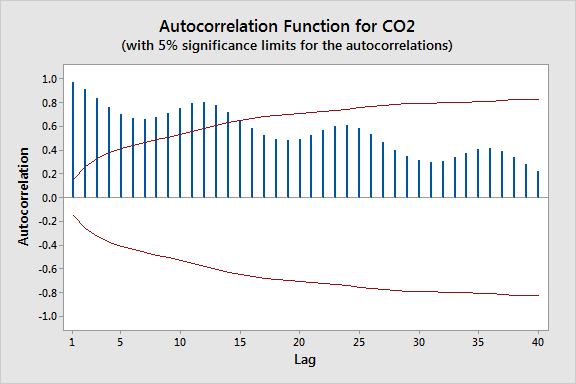 Autocorrelation Function for CO2
(with 5% significance limits for the autocorrelations)
Autocorrelation
1.0
0.8
0.6
0.4
0.2
0.0
-0.2
-0.4
-0.6
-0.8
-1.0
1 5 10 15 20 25 30 35 40
Lag